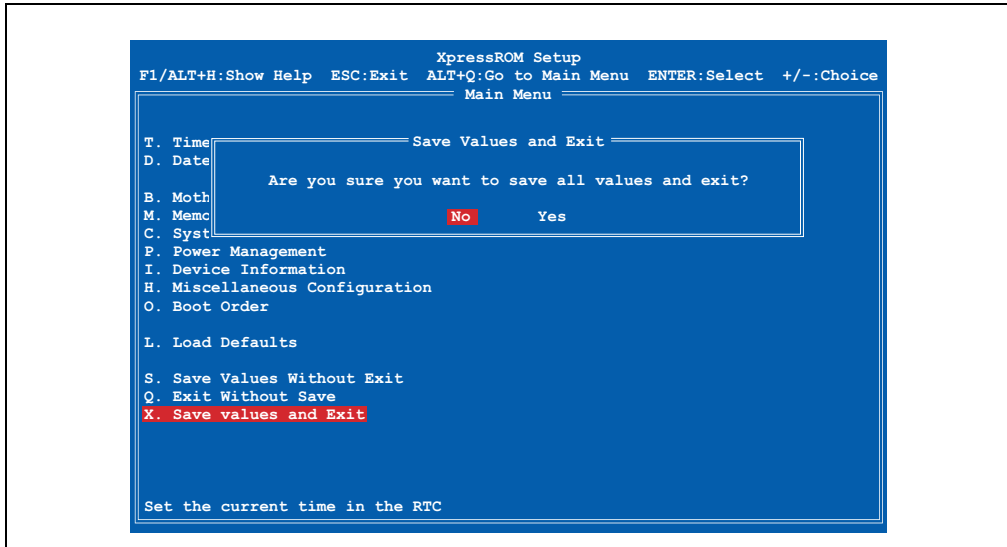 XpressROM Setup
F1/ALT+H:Show Help ESC:Exit ALT+Q:Go to Main Menu ENTER:Select +/-:Choice
Main Menu
T. Time
Save Values and Exit
D. Date
Are you sure you want to save all values and exit?
B. Moth
M. Memo
No Yes
C. Syst
P. Power Management
I. Device Information
H. Miscellaneous Configuration
O. Boot Order
L. Load Defaults
S. Save Values Without Exit
Q. Exit Without Save
X. Save values and Exit
Set the current time in the RTC